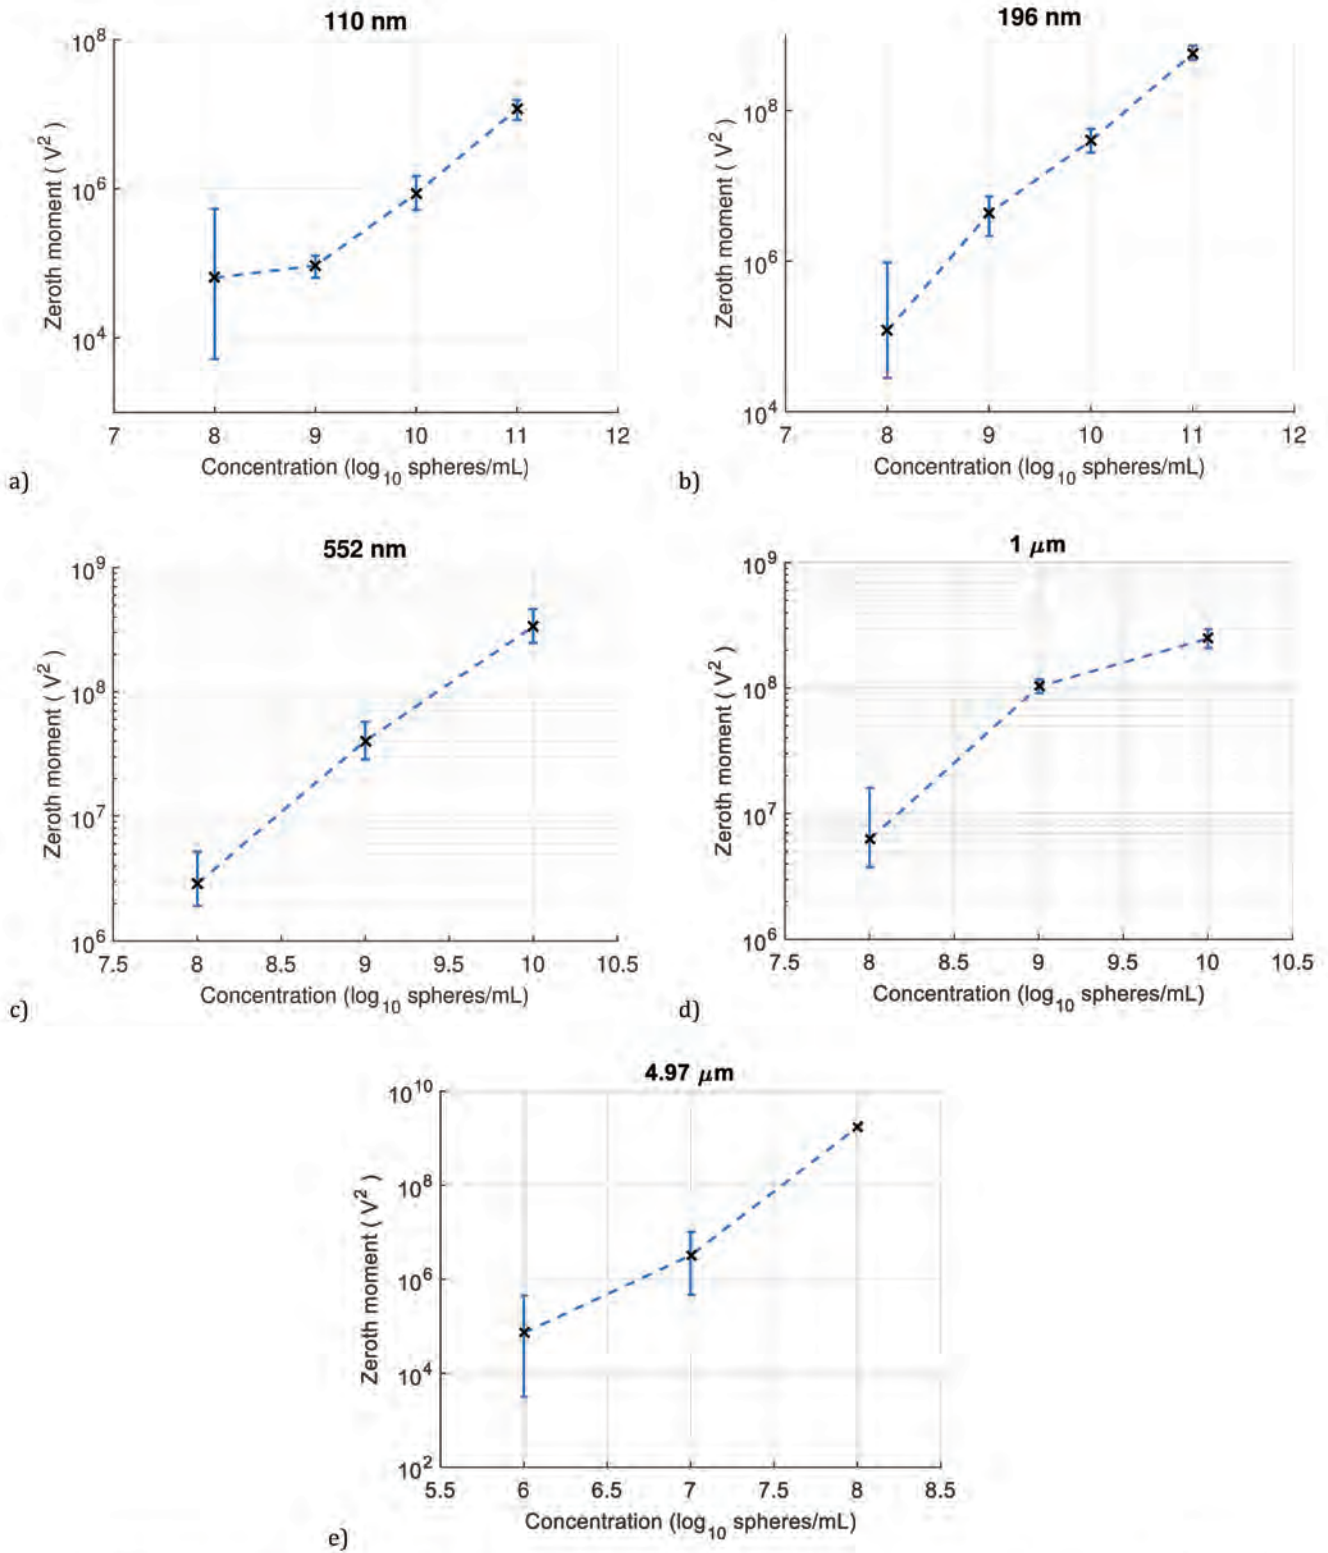 110 nm
10^8
10^6
10^4
Zeroth moment ( V^2 )
7 8 9 10 11 12
Concentration (log_10 spheres/mL)
a)
196 nm
10^8
10^6
10^4
Zeroth moment ( V^2 )
7 8 9 10 11 12
Concentration (log_10 spheres/mL)
b)
552 nm
10^9
10^8
10^7
10^6
Zeroth moment ( V^2 )
7.5 8 8.5 9 9.5 10 10.5
Concentration (log_10 spheres/mL)
c)
1 μm
10^9
10^8
10^7
10^6
Zeroth moment ( V^2 )
7.5 8 8.5 9 9.5 10 10.5
Concentration (log_10 spheres/mL)
d)
4.97 μm
10^10
10^8
10^6
10^4
10^2
Zeroth moment ( V^2 )
5.5 6 6.5 7 7.5 8 8.5
Concentration (log_10 spheres/mL)
e)